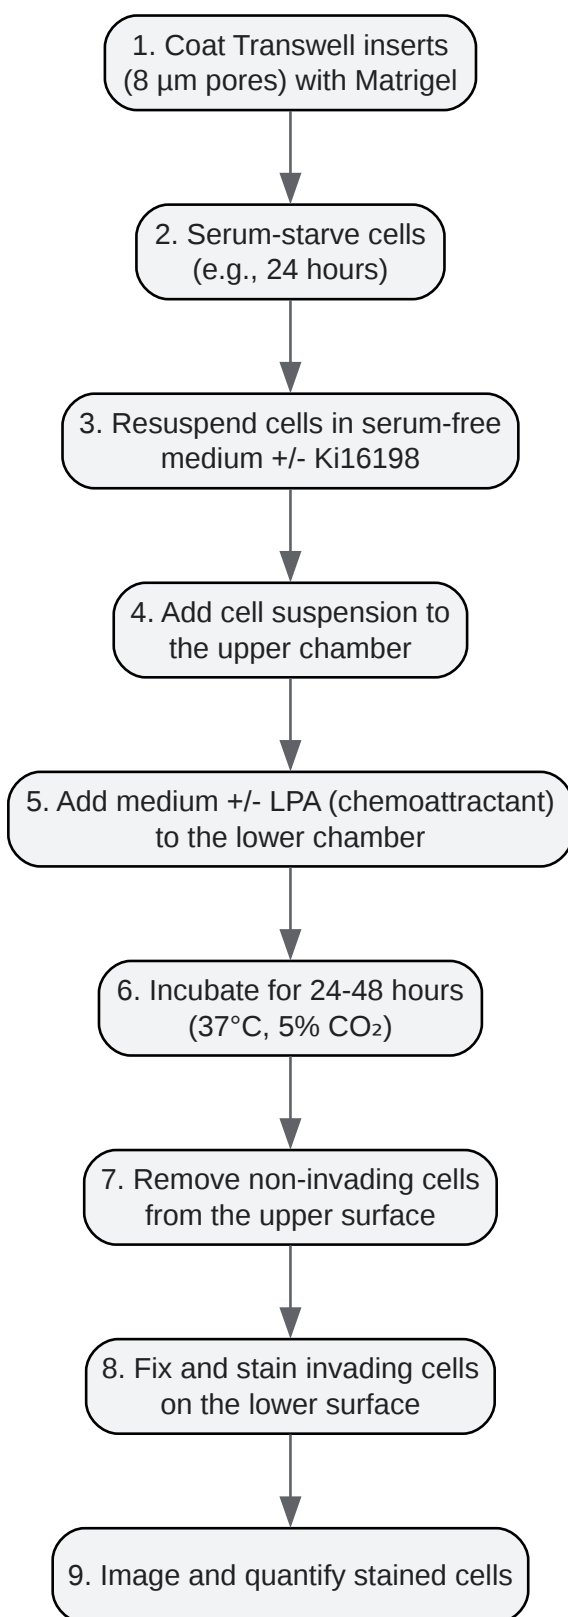 1. Coat Transwell inserts
(8 µm pores) with Matrigel
2. Serum-starve cells
(e.g., 24 hours)
3. Resuspend cells in serum-free
medium +/- Ki16198
4. Add cell suspension to
the upper chamber
5. Add medium +/- LPA (chemoattractant)
to the lower chamber
6. Incubate for 24-48 hours
(37°C, 5% CO₂)
7. Remove non-invading cells
from the upper surface
8. Fix and stain invading cells
on the lower surface
9. Image and quantify stained cells